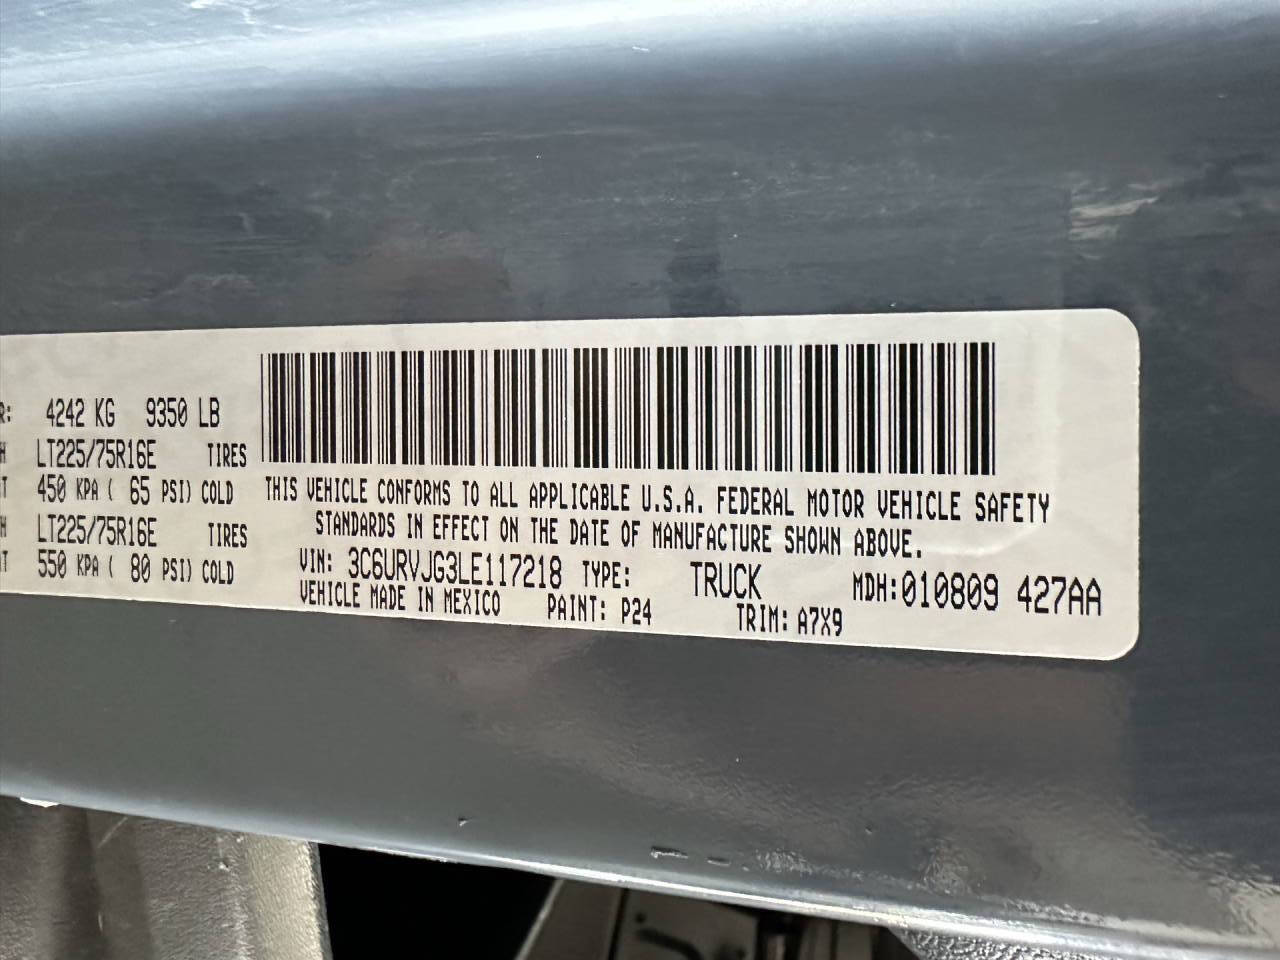 R: 4242 KG 9350 LB
H LT225/75R16E TIRES
T 450 KPA ( 65 PSI) COLD
H LT225/75R16E TIRES
T 550 KPA ( 80 PSI) COLD
THIS VEHICLE CONFORMS TO ALL APPLICABLE U.S.A. FEDERAL MOTOR VEHICLE SAFETY
STANDARDS IN EFFECT ON THE DATE OF MANUFACTURE SHOWN ABOVE.
VIN: 3C6URVJG3LE117218 TYPE: TRUCK MDH:010809 427AA
VEHICLE MADE IN MEXICO PAINT: P24 TRIM: A7X9